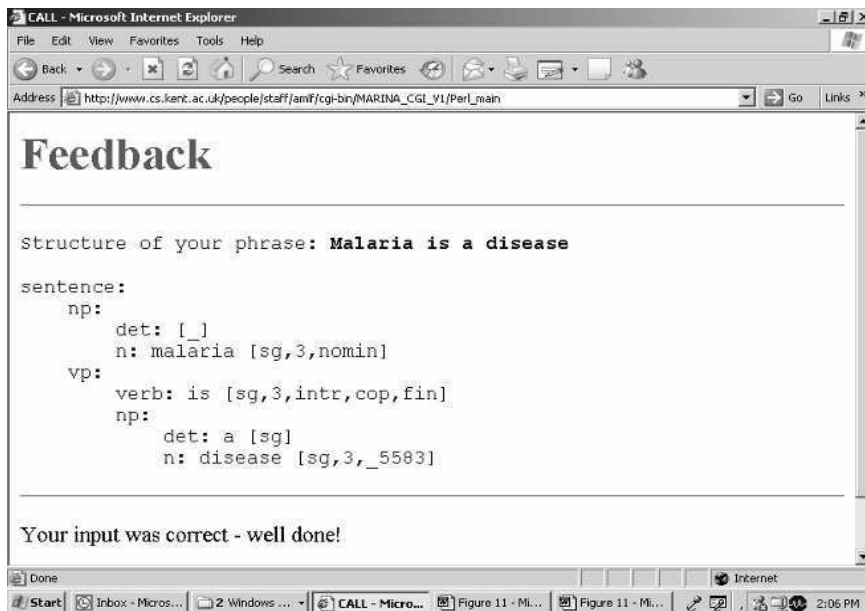 CALL - Microsoft Internet Explorer
File Edit View Favorites Tools Help
Back Search Favorites
Address http://www.cs.kent.ac.uk/people/staff/amf/cgi-bin/MARINA_CGI_V1/Perl_main Go Links »
Feedback
Structure of your phrase: Malaria is a disease
sentence:
np:
det: [_]
n: malaria [sg,3,nomin]
vp:
verb: is [sg,3,intr,cop,fin]
np:
det: a [sg]
n: disease [sg,3,_5583]
Your input was correct - well done!
Done Internet
Start Inbox - Micros... 2 Windows ... CALL - Micro... Figure 11 - Mi... Figure 11 - Mi... 2:06 PM